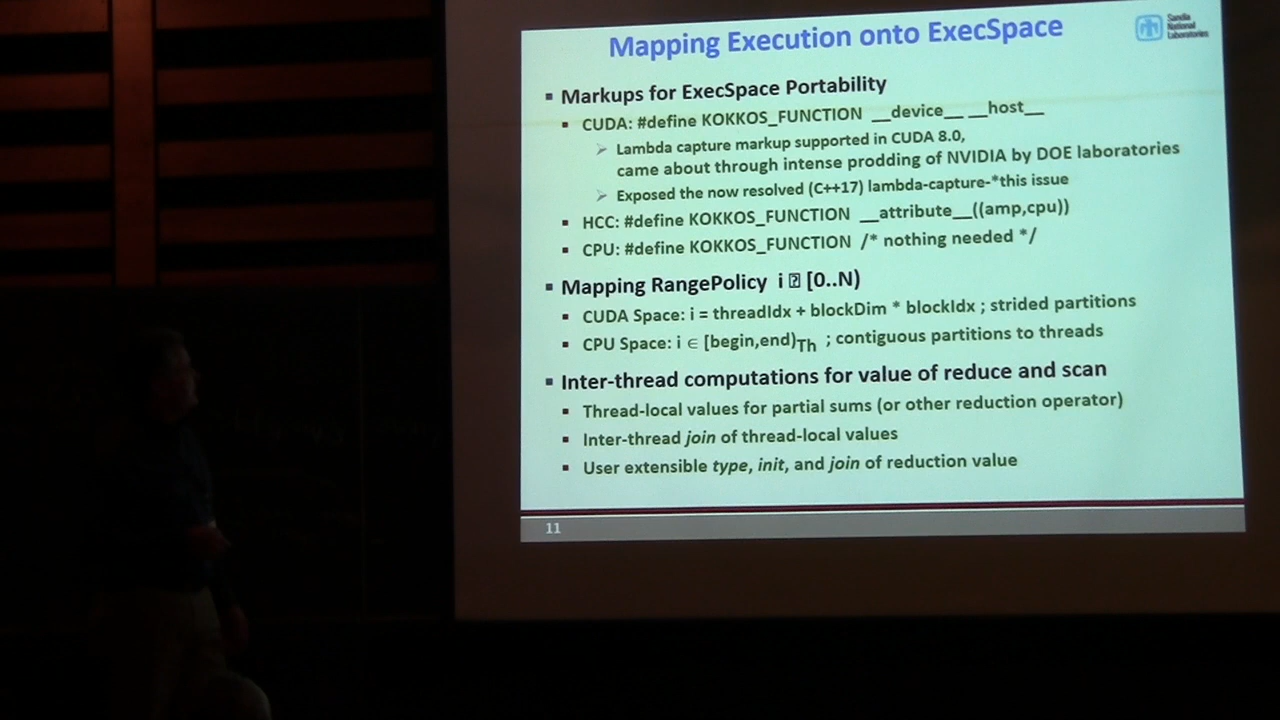 Mapping Execution onto ExecSpace
Sandia
National
Laboratories
▪ Markups for ExecSpace Portability
▪ CUDA: #define KOKKOS_FUNCTION __device__ __host__
➢ Lambda capture markup supported in CUDA 8.0,
came about through intense prodding of NVIDIA by DOE laboratories
➢ Exposed the now resolved (C++17) lambda-capture-*this issue
▪ HCC: #define KOKKOS_FUNCTION __attribute__((amp,cpu))
▪ CPU: #define KOKKOS_FUNCTION /* nothing needed */
▪ Mapping RangePolicy i ⍰ [0..N)
▪ CUDA Space: i = threadIdx + blockDim * blockIdx ; strided partitions
▪ CPU Space: i ∈ [begin,end)Th ; contiguous partitions to threads
▪ Inter-thread computations for value of reduce and scan
▪ Thread-local values for partial sums (or other reduction operator)
▪ Inter-thread join of thread-local values
▪ User extensible type, init, and join of reduction value
11